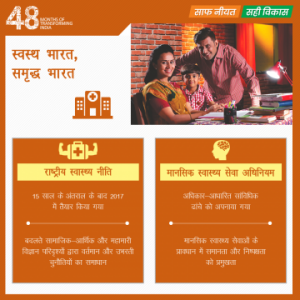 48 MONTHS OF
TRANSFORMING
INDIA
साफ नीयत सही विकास
स्वस्थ भारत,
समृद्ध भारत
राष्ट्रीय स्वास्थ्य नीति
15 साल के अंतराल के बाद 2017
में तैयार किया गया
बदलते सामाजिक-आर्थिक और महामारी
विज्ञान परिदृश्यों द्वारा वर्तमान और उभरती
चुनौतियों का समाधान
मानसिक स्वास्थ्य सेवा अधिनियम
अधिकार-आधारित सांविधिक
ढांचे को अपनाया गया
मानसिक स्वास्थ्य सेवाओं के
प्रावधान में समानता और निष्पक्षता
को प्रमुखता